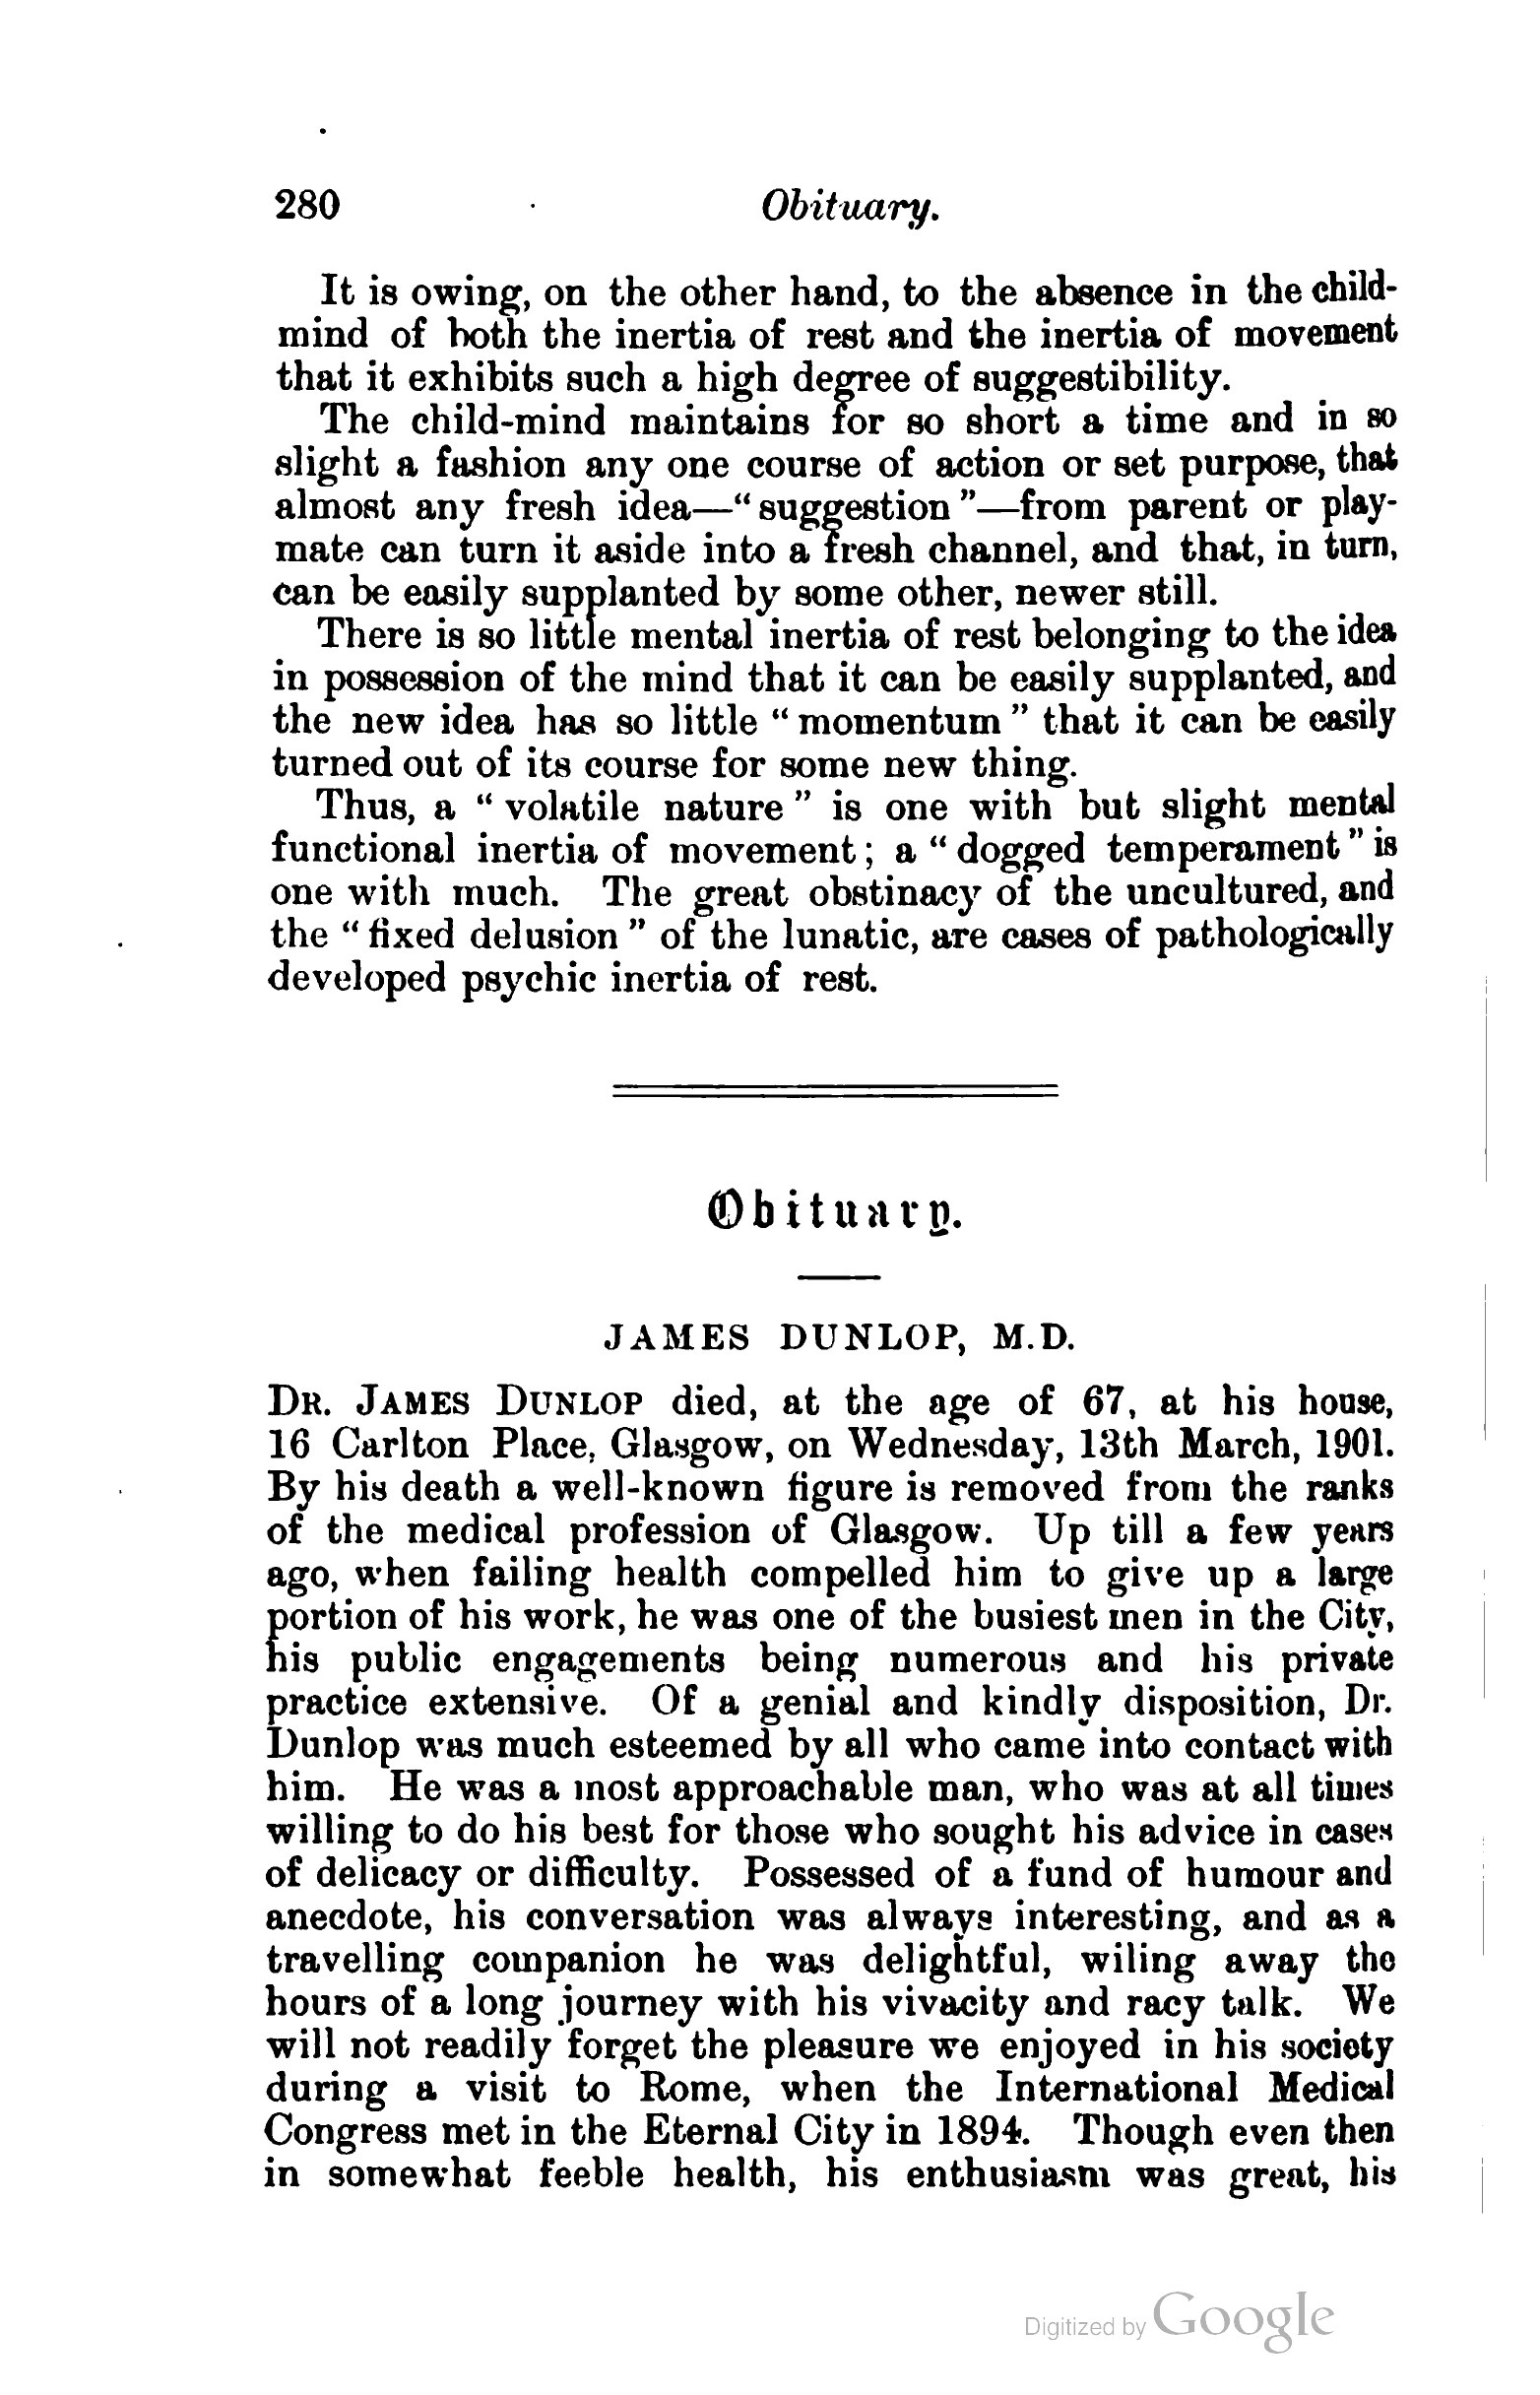 280 Obituary.
It is owing, on the other hand, to the absence in the child-
mind of both the inertia of rest and the inertia of movement
that it exhibits such a high degree of suggestibility.
The child-mind maintains for so short a time and in so
slight a fashion any one course of action or set purpose, that
almost any fresh idea—"suggestion"—from parent or play-
mate can turn it aside into a fresh channel, and that, in turn,
can be easily supplanted by some other, newer still.
There is so little mental inertia of rest belonging to the idea
in possession of the mind that it can be easily supplanted, and
the new idea has so little "momentum" that it can be easily
turned out of its course for some new thing.
Thus, a "volatile nature" is one with but slight mental
functional inertia of movement; a "dogged temperament" is
one with much. The great obstinacy of the uncultured, and
the "fixed delusion" of the lunatic, are cases of pathologically
developed psychic inertia of rest.
Obituary.
JAMES DUNLOP, M.D.
DR. JAMES DUNLOP died, at the age of 67, at his house,
16 Carlton Place, Glasgow, on Wednesday, 13th March, 1901.
By his death a well-known figure is removed from the ranks
of the medical profession of Glasgow. Up till a few years
ago, when failing health compelled him to give up a large
portion of his work, he was one of the busiest men in the City,
his public engagements being numerous and his private
practice extensive. Of a genial and kindly disposition, Dr.
Dunlop was much esteemed by all who came into contact with
him. He was a most approachable man, who was at all times
willing to do his best for those who sought his advice in cases
of delicacy or difficulty. Possessed of a fund of humour and
anecdote, his conversation was always interesting, and as a
travelling companion he was delightful, wiling away the
hours of a long journey with his vivacity and racy talk. We
will not readily forget the pleasure we enjoyed in his society
during a visit to Rome, when the International Medical
Congress met in the Eternal City in 1894. Though even then
in somewhat feeble health, his enthusiasm was great, his
Digitized by Google